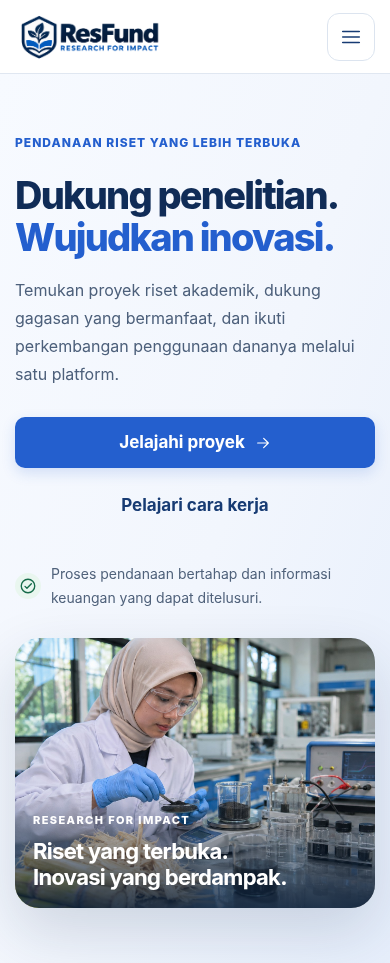 ResFund
RESEARCH FOR IMPACT
PENDANAAN RISET YANG LEBIH TERBUKA
Dukung penelitian.
Wujudkan inovasi.
Temukan proyek riset akademik, dukung
gagasan yang bermanfaat, dan ikuti
perkembangan penggunaan dananya melalui
satu platform.
Jelajahi proyek →
Pelajari cara kerja
Proses pendanaan bertahap dan informasi
keuangan yang dapat ditelusuri.
RESEARCH FOR IMPACT
Riset yang terbuka.
Inovasi yang berdampak.